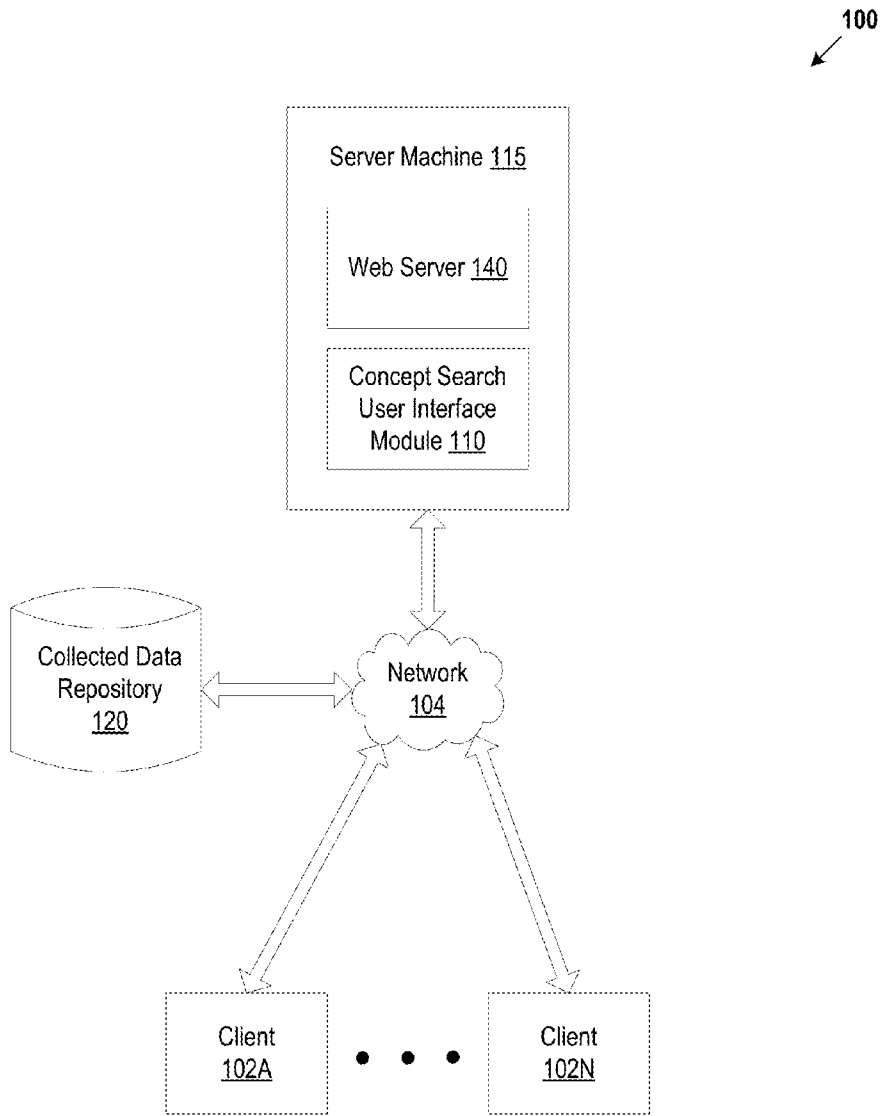 100
Server Machine 115
Web Server 140
Concept Search
User Interface
Module 110
Collected Data
Repository
120
Network
104
Client
102A
Client
102N